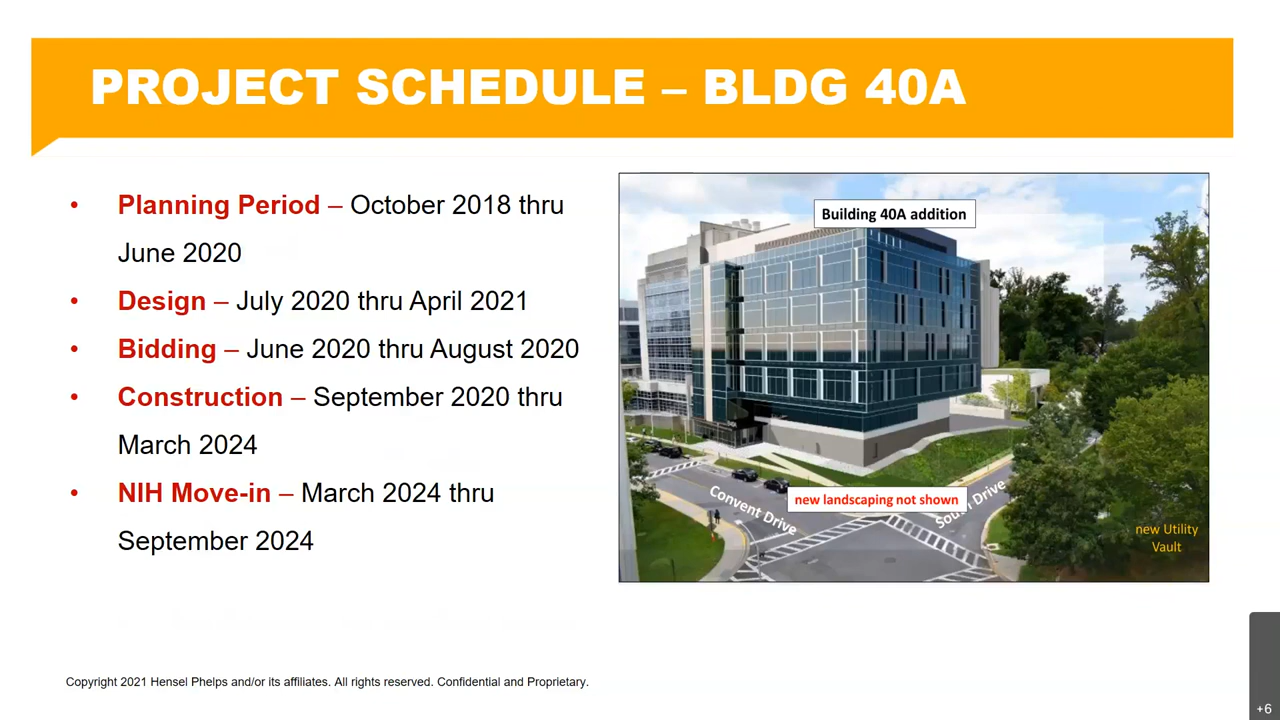 PROJECT SCHEDULE – BLDG 40A
• Planning Period – October 2018 thru
June 2020
• Design – July 2020 thru April 2021
• Bidding – June 2020 thru August 2020
• Construction – September 2020 thru
March 2024
• NIH Move-in – March 2024 thru
September 2024
Building 40A addition
new landscaping not shown
Convent Drive
South Drive
new Utility
Vault
Copyright 2021 Hensel Phelps and/or its affiliates. All rights reserved. Confidential and Proprietary.
+6